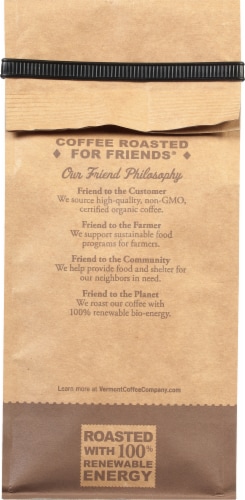 COFFEE ROASTED
FOR FRIENDS®
Our Friend Philosophy
Friend to the Customer
We source high-quality, non-GMO,
certified organic coffee.
Friend to the Farmer
We support sustainable food
programs for farmers.
Friend to the Community
We help provide food and shelter for
our neighbors in need.
Friend to the Planet
We roast our coffee with
100% renewable bio-energy.
Learn more at VermontCoffeeCompany.com
ROASTED
WITH 100%
RENEWABLE
ENERGY